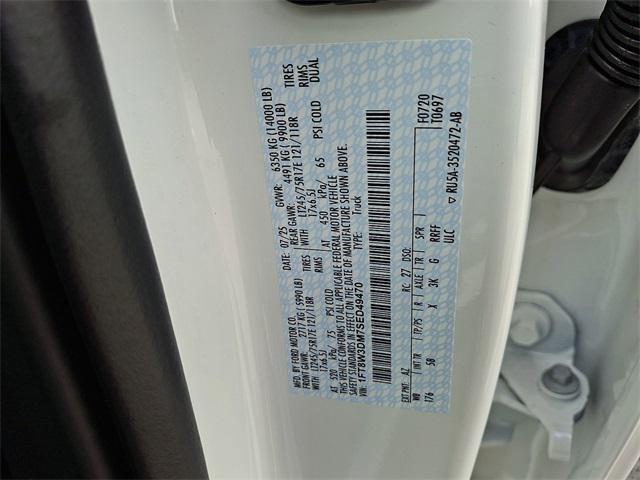 MFD. BY FORD MOTOR CO. 07/25 GVWR: 6350 KG (14000 LB)
FRONT GAWR: 2717 KG (5990 LB) REAR GAWR: 4491 KG (9900 LB)
WITH LT245/75R17E 121/118R TIRES WITH LT245/75R17E 121/118R TIRES
17x6.5J RIMS 17x6.5J RIMS
AT 520 kPa/ 75 PSI COLD AT 450 kPa/ 65 PSI COLD DUAL
THIS VEHICLE CONFORMS TO ALL APPLICABLE FEDERAL MOTOR VEHICLE
SAFETY STANDARDS IN EFFECT ON THE DATE OF MANUFACTURE SHOWN ABOVE.
VIN: 1FT8W3DM7SED49470 TYPE: Truck
F0720
T0697
EXT PNT: AZ RC: 27 DSO:
WB INT TR TP/PS R AXLE TR SPR
176 5B X 3K G RRFF
ULC
▽ RU5A-3520472-AB